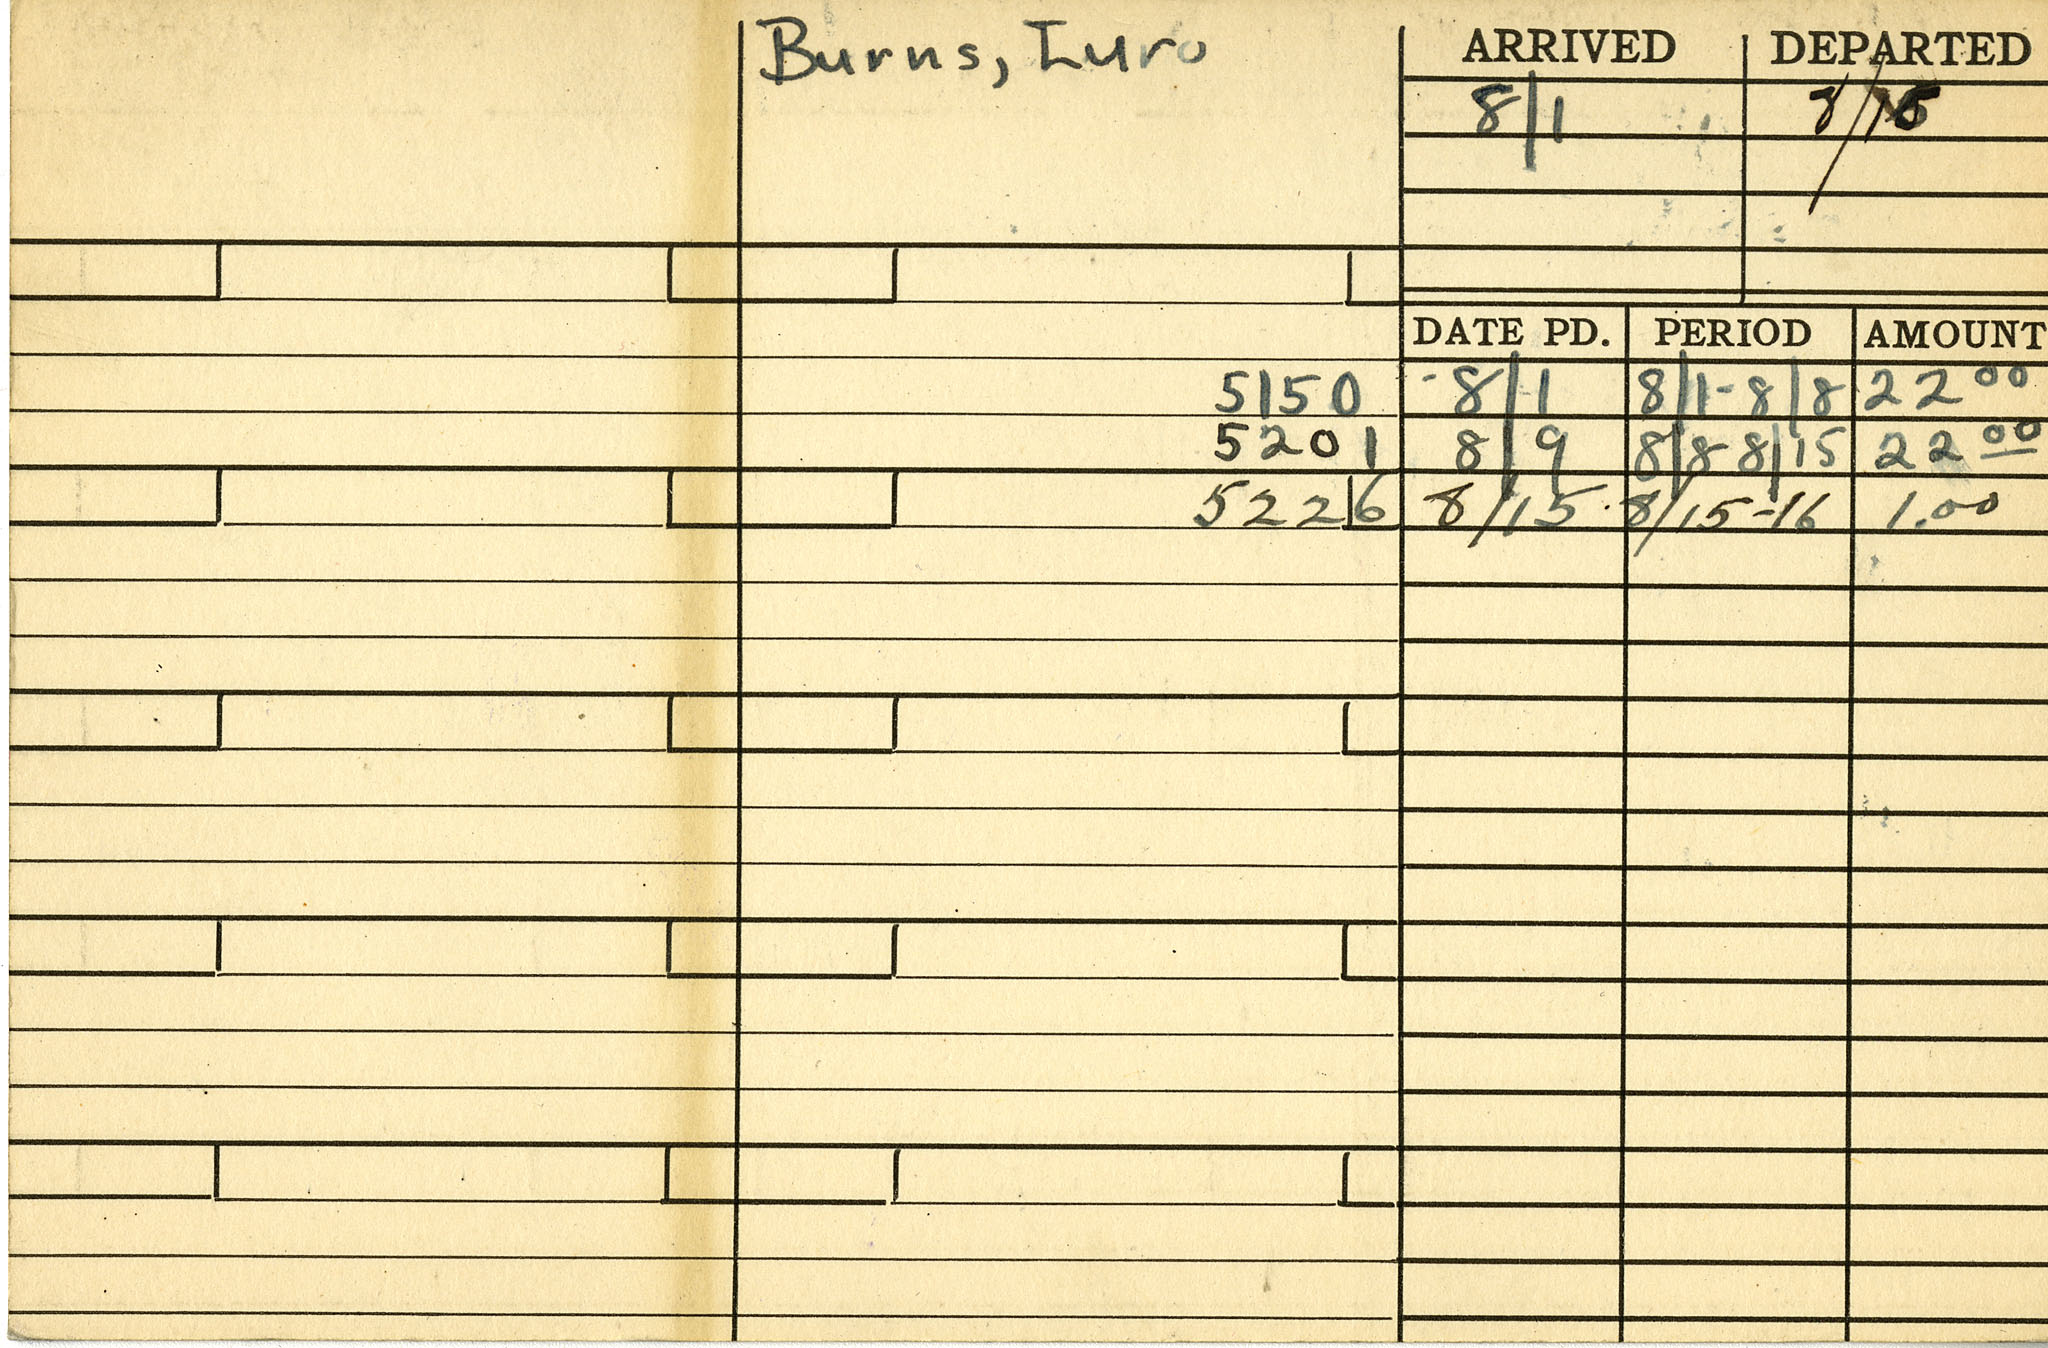 Burns, Luro ARRIVED DEPARTED
8/1 8/15
DATE PD. PERIOD AMOUNT
5150 8/1 8/1-8/8 22 00
5201 8/9 8/8-8/15 22 00
5226 8/15 8/15-16 1.00